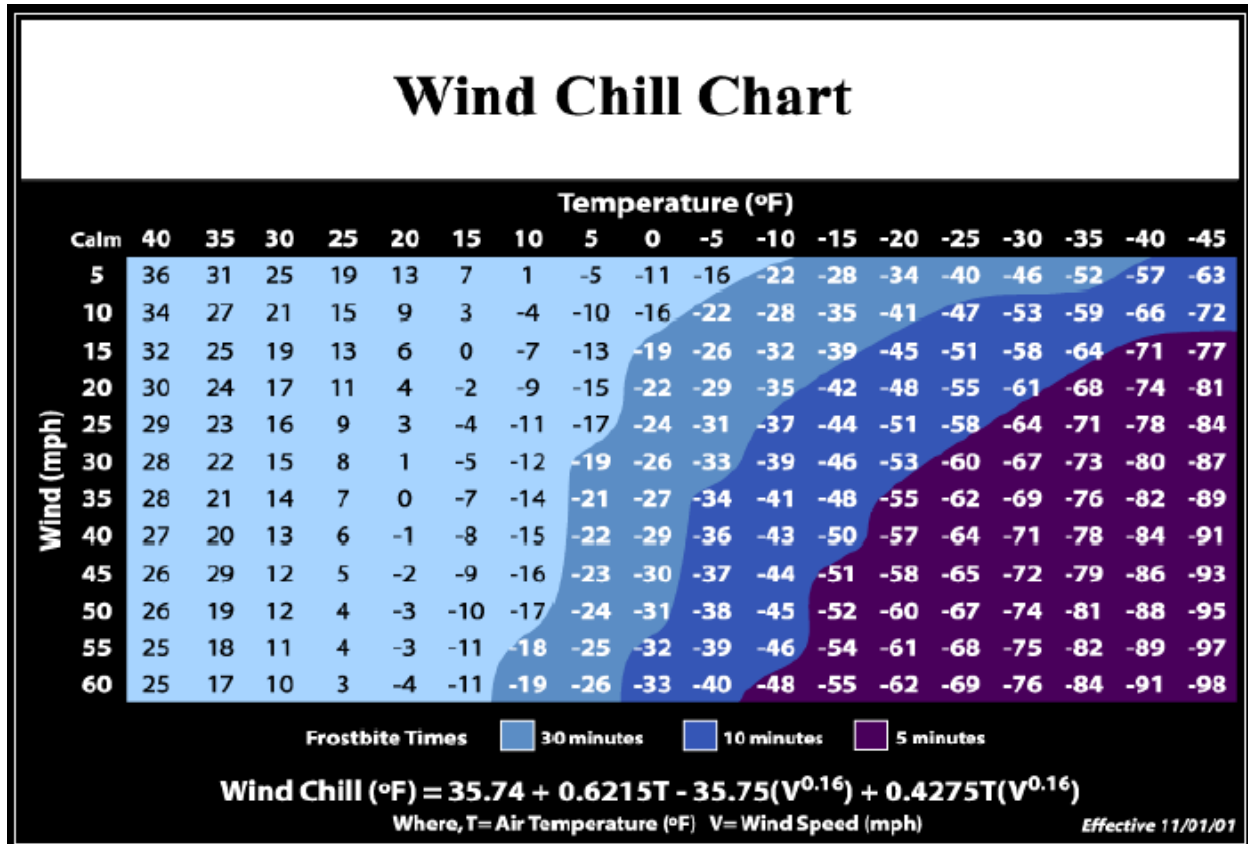 Wind Chill Chart
Temperature (ºF)
Calm 40 35 30 25 20 15 10 5 0 -5 -10 -15 -20 -25 -30 -35 -40 -45
5 36 31 25 19 13 7 1 -5 -11 -16 -22 -28 -34 -40 -46 -52 -57 -63
10 34 27 21 15 9 3 -4 -10 -16 -22 -28 -35 -41 -47 -53 -59 -66 -72
15 32 25 19 13 6 0 -7 -13 -19 -26 -32 -39 -45 -51 -58 -64 -71 -77
20 30 24 17 11 4 -2 -9 -15 -22 -29 -35 -42 -48 -55 -61 -68 -74 -81
25 29 23 16 9 3 -4 -11 -17 -24 -31 -37 -44 -51 -58 -64 -71 -78 -84
30 28 22 15 8 1 -5 -12 -19 -26 -33 -39 -46 -53 -60 -67 -73 -80 -87
35 28 21 14 7 0 -7 -14 -21 -27 -34 -41 -48 -55 -62 -69 -76 -82 -89
40 27 20 13 6 -1 -8 -15 -22 -29 -36 -43 -50 -57 -64 -71 -78 -84 -91
45 26 29 12 5 -2 -9 -16 -23 -30 -37 -44 -51 -58 -65 -72 -79 -86 -93
50 26 19 12 4 -3 -10 -17 -24 -31 -38 -45 -52 -60 -67 -74 -81 -88 -95
55 25 18 11 4 -3 -11 -18 -25 -32 -39 -46 -54 -61 -68 -75 -82 -89 -97
60 25 17 10 3 -4 -11 -19 -26 -33 -40 -48 -55 -62 -69 -76 -84 -91 -98
Wind (mph)
Frostbite Times 30 minutes 10 minutes 5 minutes
Wind Chill (ºF) = 35.74 + 0.6215T - 35.75(V^0.16) + 0.4275T(V^0.16)
Where, T= Air Temperature (ºF) V= Wind Speed (mph)
Effective 11/01/01